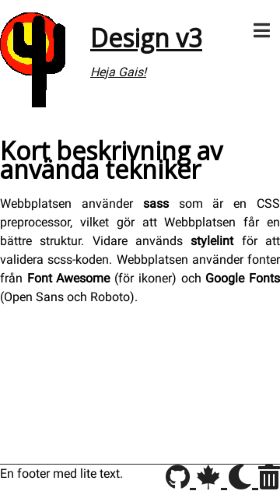 Design v3
Heja Gais!
Kort beskrivning av
använda tekniker
Webbplatsen använder sass som är en CSS
preprocessor, vilket gör att Webbplatsen får en
bättre struktur. Vidare används stylelint för att
validera scss-koden. Webbplatsen använder fonter
från Font Awesome (för ikoner) och Google Fonts
(Open Sans och Roboto).
En footer med lite text.